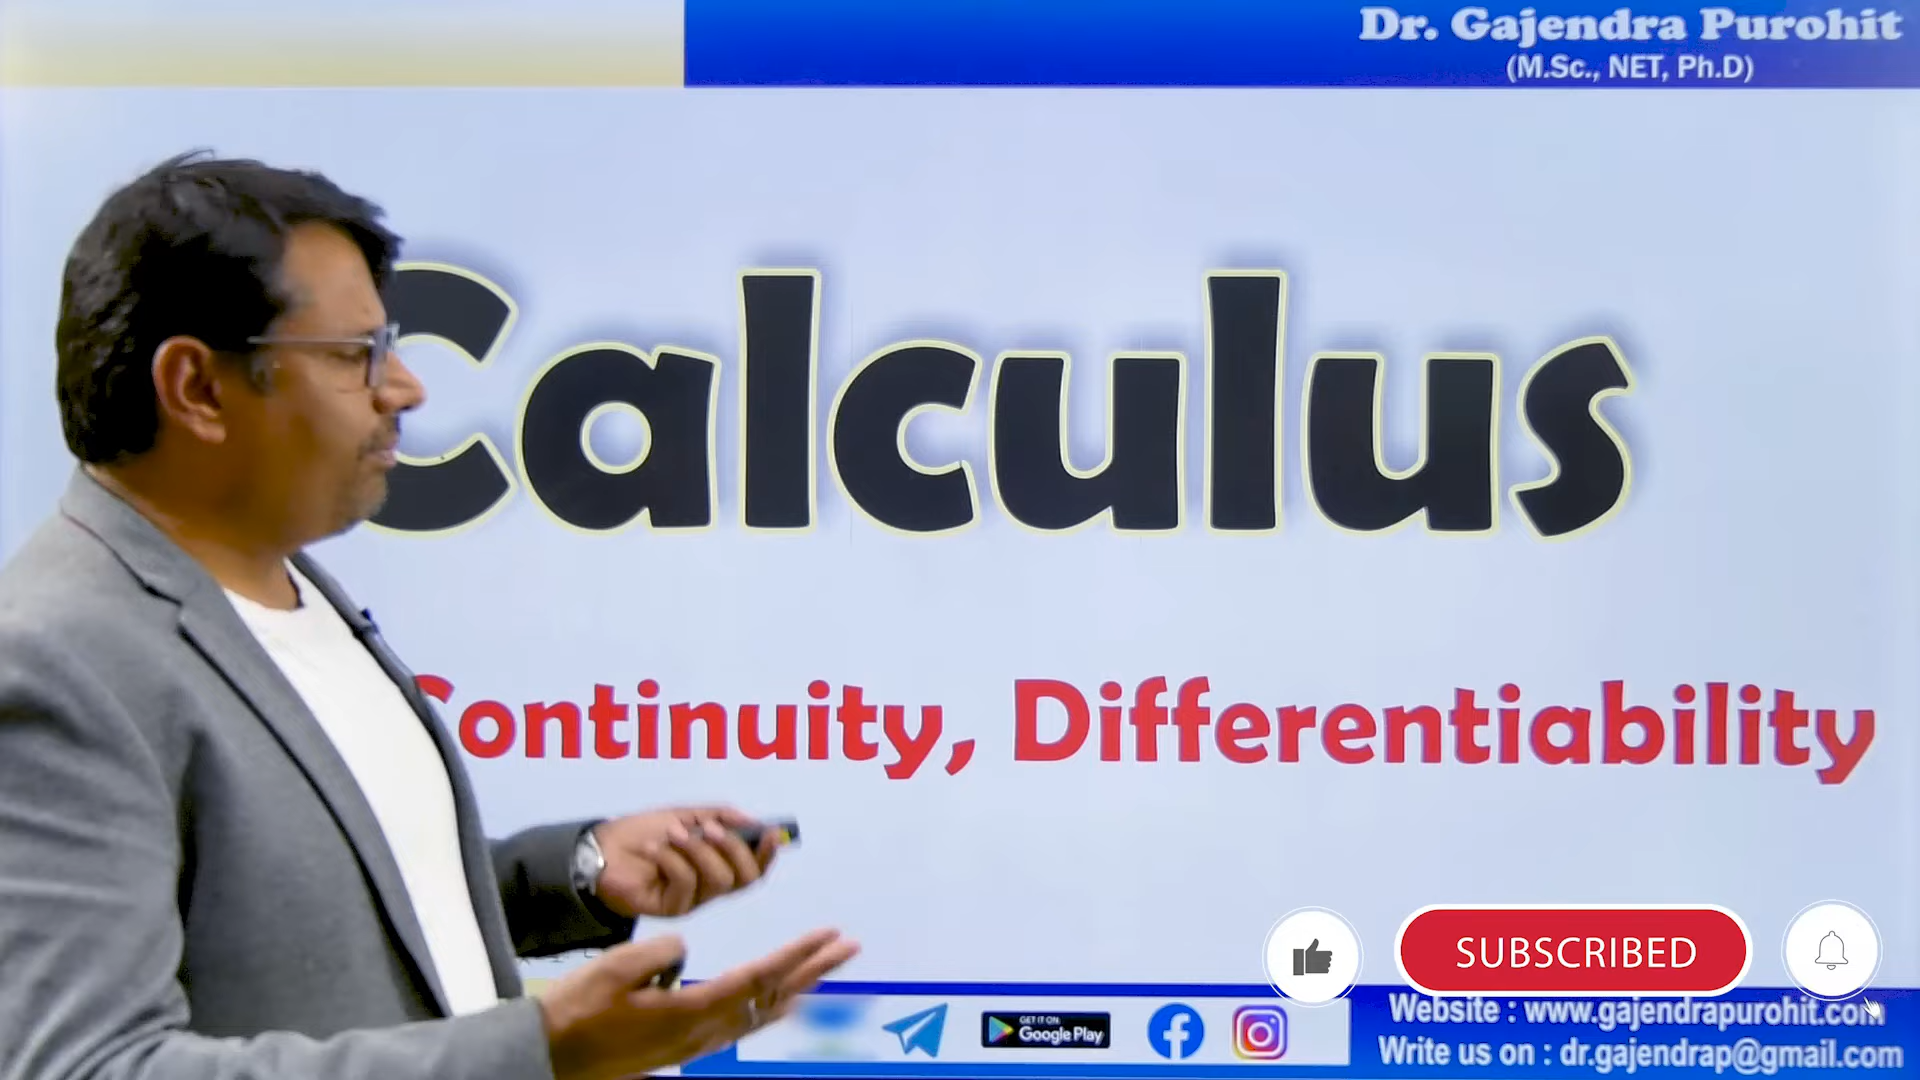 Dr. Gajendra Purohit
(M.Sc., NET, Ph.D)
Calculus
Continuity, Differentiability
SUBSCRIBED
GET IT ON
Google Play
Website : www.gajendrapurohit.com
Write us on : dr.gajendrap@gmail.com